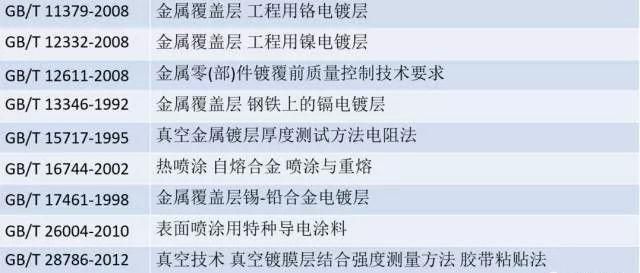 GB/T 11379-2008 金属覆盖层 工程用铬电镀层
GB/T 12332-2008 金属覆盖层 工程用镍电镀层
GB/T 12611-2008 金属零(部)件镀覆前质量控制技术要求
GB/T 13346-1992 金属覆盖层 钢铁上的镉电镀层
GB/T 15717-1995 真空金属镀层厚度测试方法电阻法
GB/T 16744-2002 热喷涂 自熔合金 喷涂与重熔
GB/T 17461-1998 金属覆盖层锡-铅合金电镀层
GB/T 26004-2010 表面喷涂用特种导电涂料
GB/T 28786-2012 真空技术 真空镀膜层结合强度测量方法 胶带粘贴法